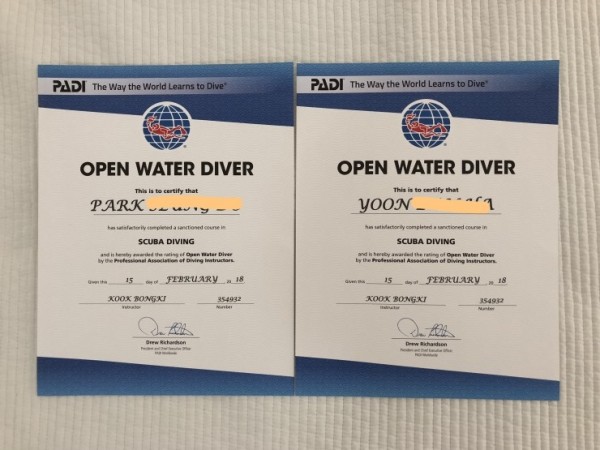 PADI The Way the World Learns to Dive®
OPEN WATER DIVER
This is to certify that
PARK
has satisfactorily completed a sanctioned course in
SCUBA DIVING
and is hereby awarded the rating of Open Water Diver
by the Professional Association of Diving Instructors.
Given this 15 day of FEBRUARY in 18
KOOK BONGKI 354932
Instructor Number
Drew Richardson
President and Chief Executive Officer
PADI Worldwide
PADI The Way the World Learns to Dive®
OPEN WATER DIVER
This is to certify that
YOON
has satisfactorily completed a sanctioned course in
SCUBA DIVING
and is hereby awarded the rating of Open Water Diver
by the Professional Association of Diving Instructors.
Given this 15 day of FEBRUARY in 18
KOOK BONGKI 354932
Instructor Number
Drew Richardson
President and Chief Executive Officer
PADI Worldwide